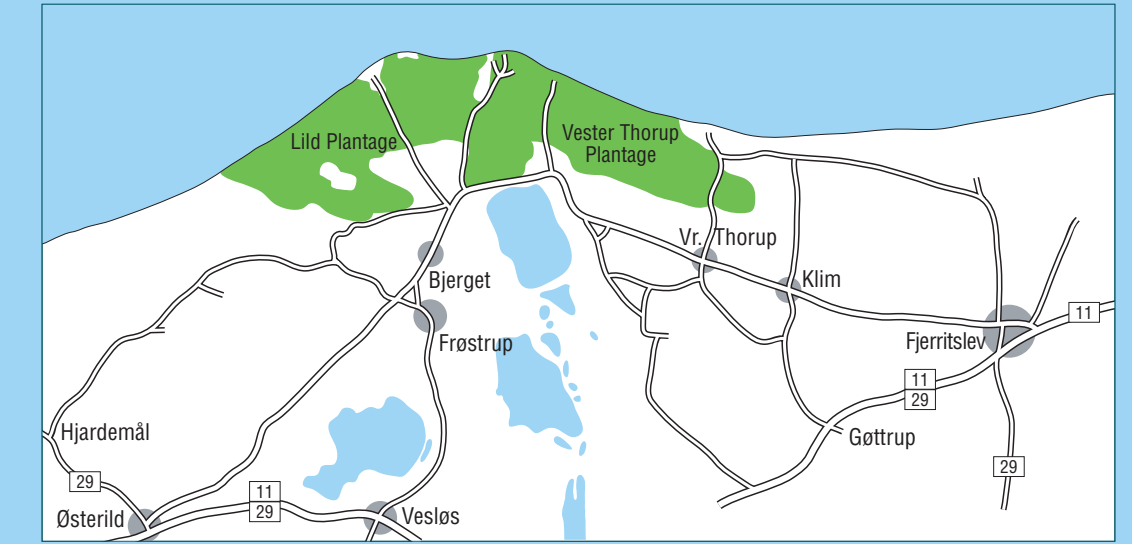 Lild Plantage
Vester Thorup
Plantage
Vr. Thorup
Bjerget
Klim
11
Frøstrup
Fjerritslev
11
29
Hjardemål
Gøttrup
29
29
11
29
Østerild
Vesløs